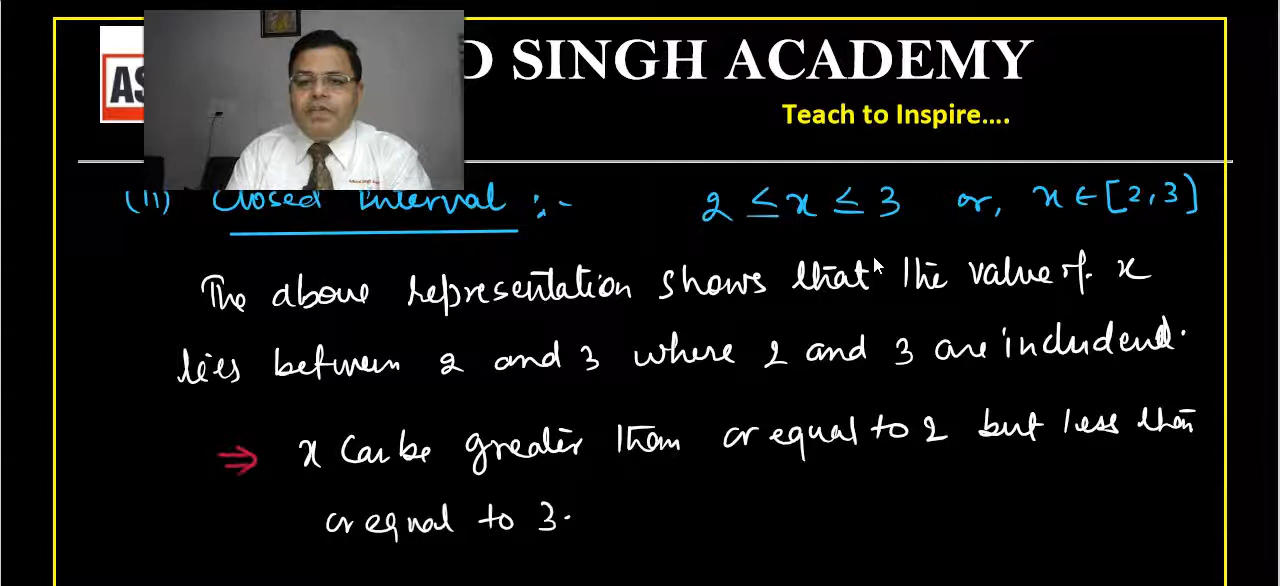 AS
D SINGH ACADEMY
Teach to Inspire....
(II) Closed Interval :- 2 ≤ x ≤ 3 or, x ∈ [2,3]
The above representation shows that the value of x
lies between 2 and 3 where 2 and 3 are included.
⇒ x can be greater than or equal to 2 but less than
or equal to 3.